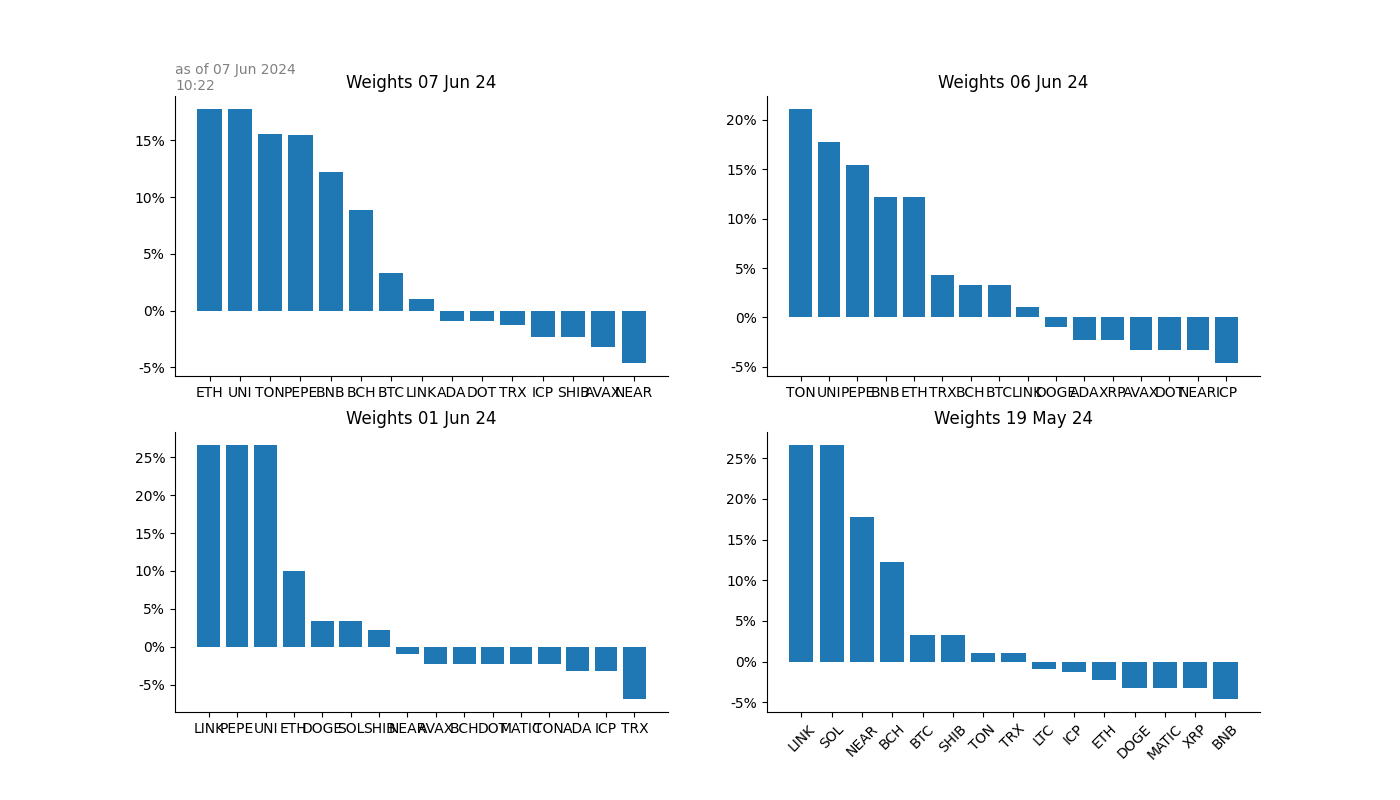 as of 07 Jun 2024
10:22
Weights 07 Jun 24
15%
10%
5%
0%
-5%
ETH UNI TON PEPE BNB BCH BTC LINK ADA DOT TRX ICP SHIB AVAX NEAR
Weights 06 Jun 24
20%
15%
10%
5%
0%
-5%
TON UNI PEPE BNB ETH TRX BCH BTC LINK DOGE ADA XRP AVAX DOT NEAR ICP
Weights 01 Jun 24
25%
20%
15%
10%
5%
0%
-5%
LINK PEPE UNI ETH DOGE SOL SHIB NEAR AVAX BCH DOT MATIC TON ADA ICP TRX
Weights 19 May 24
25%
20%
15%
10%
5%
0%
-5%
LINK SOL NEAR BCH BTC SHIB TON TRX LTC ICP ETH DOGE MATIC XRP BNB